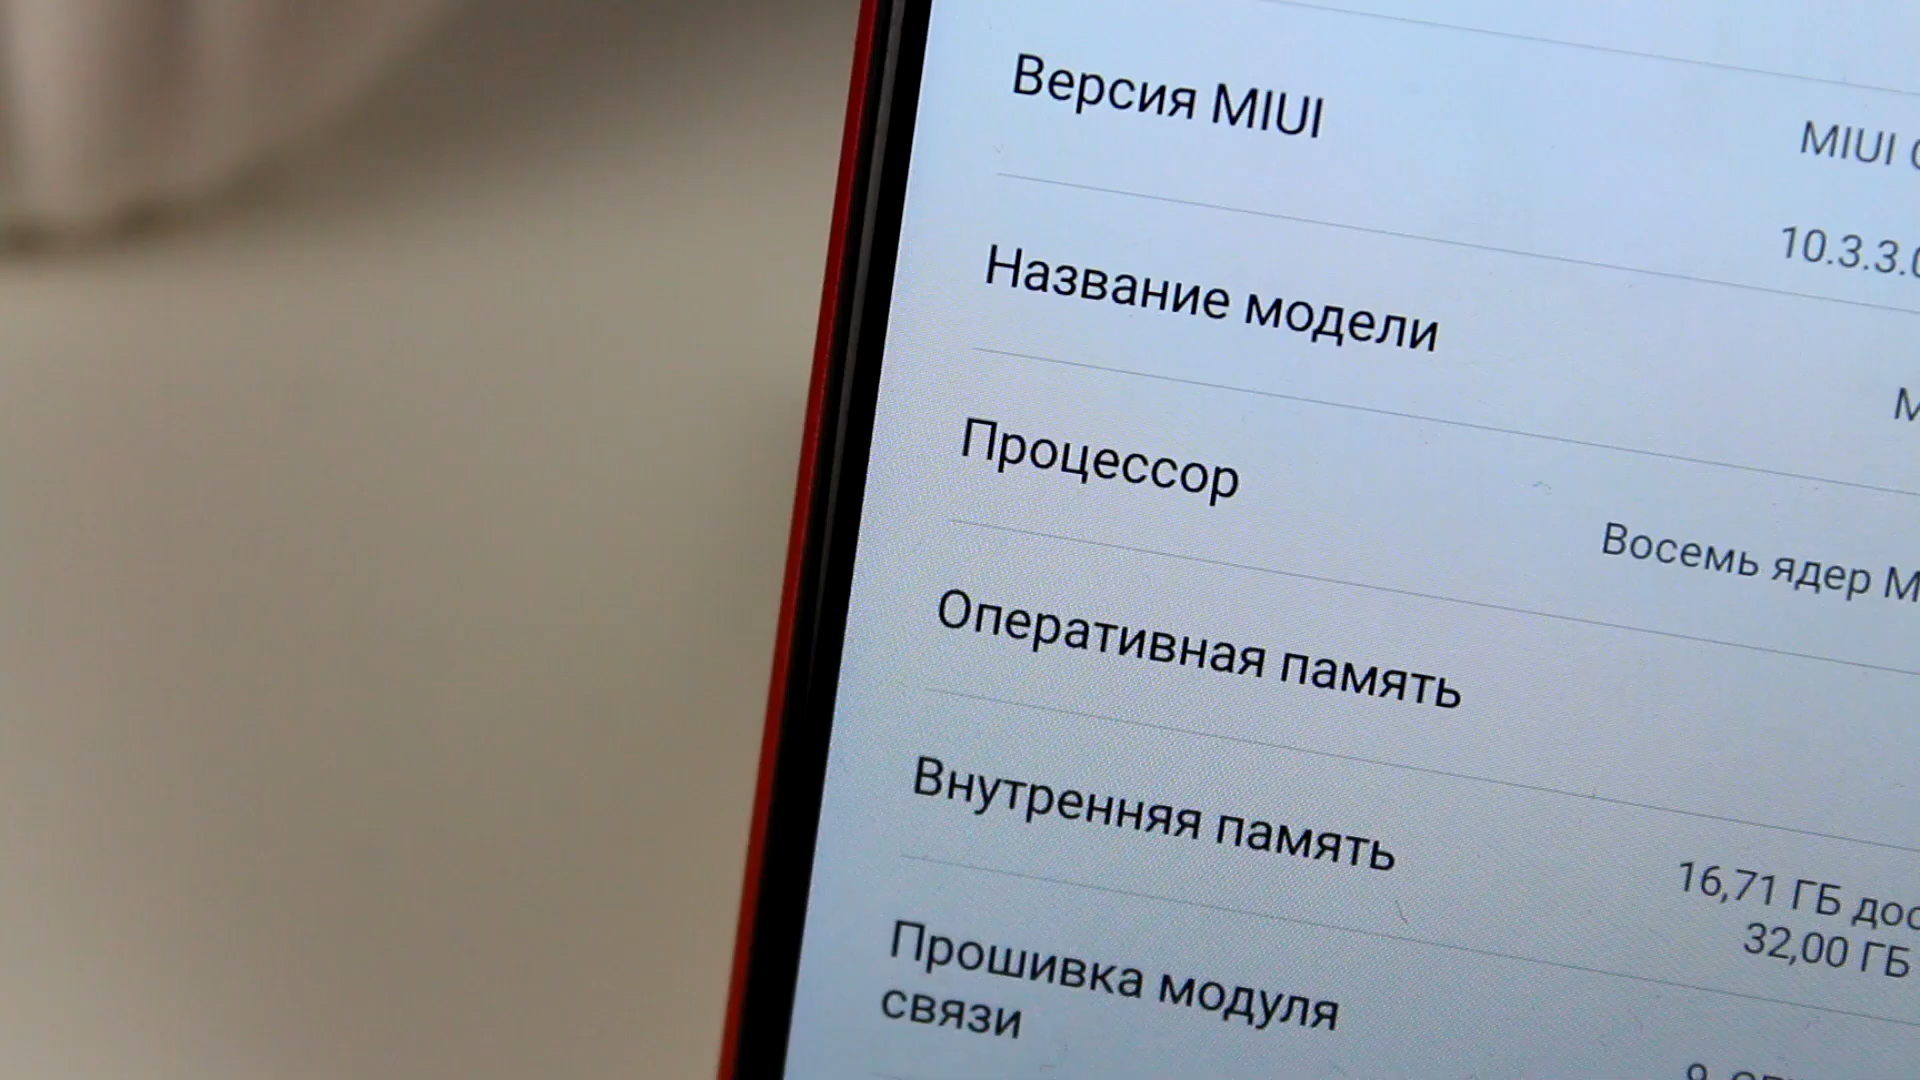 Версия MIUI
MIUI
10.3.3.
Название модели
Процессор
Восемь ядер
Оперативная память
Внутренняя память
16,71 ГБ
32,00 ГБ
Прошивка модуля
связи